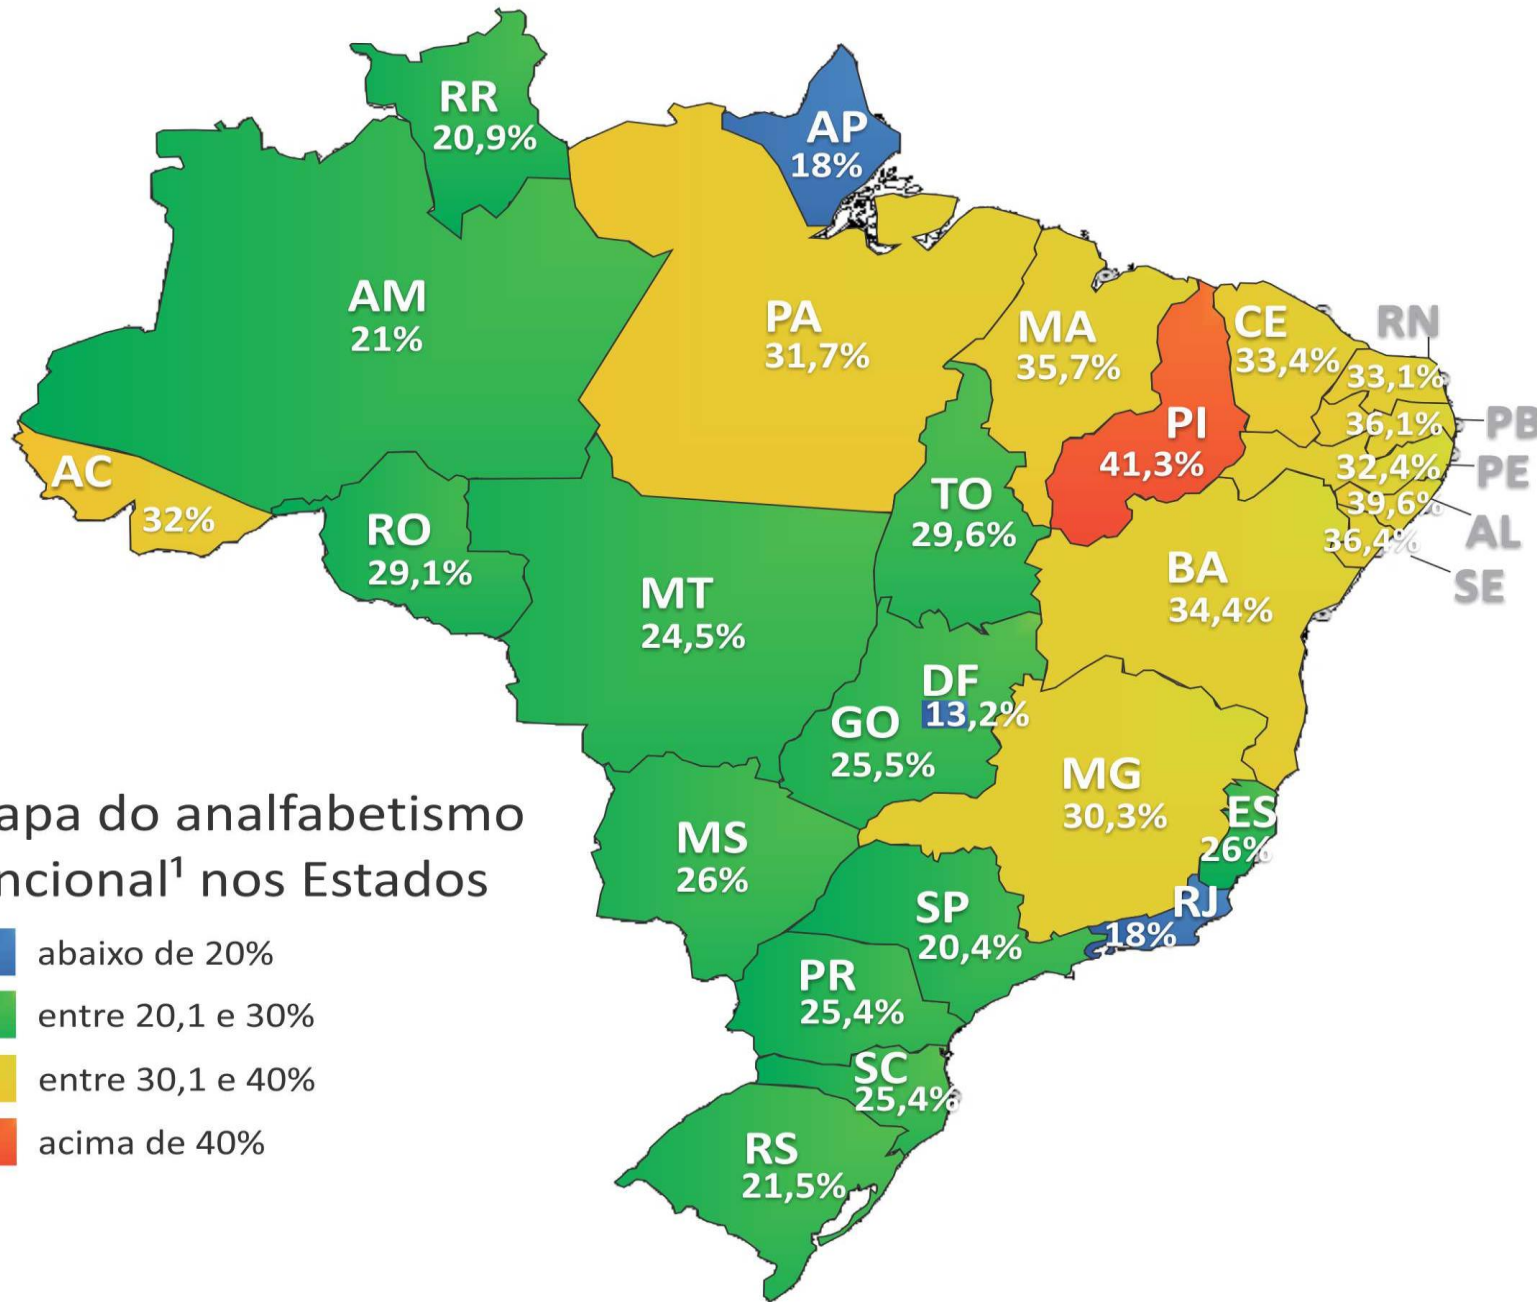 RR
20,9%
AP
18%
AM
21%
PA
31,7%
MA
35,7%
CE
33,4%
RN
33,1%
PI
41,3%
36,1%
PB
32,4%
PE
39,6%
AL
36,4%
SE
AC
32%
RO
29,1%
TO
29,6%
MT
24,5%
BA
34,4%
DF
13,2%
GO
25,5%
MG
30,3%
ES
26%
MS
26%
SP
20,4%
RJ
18%
PR
25,4%
SC
25,4%
RS
21,5%
apa do analfabetismo
ncional¹ nos Estados
abaixo de 20%
entre 20,1 e 30%
entre 30,1 e 40%
acima de 40%